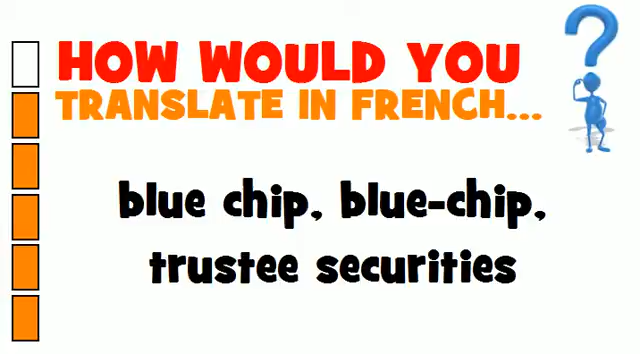 HOW WOULD YOU
TRANSLATE IN FRENCH...
blue chip, blue-chip,
trustee securities